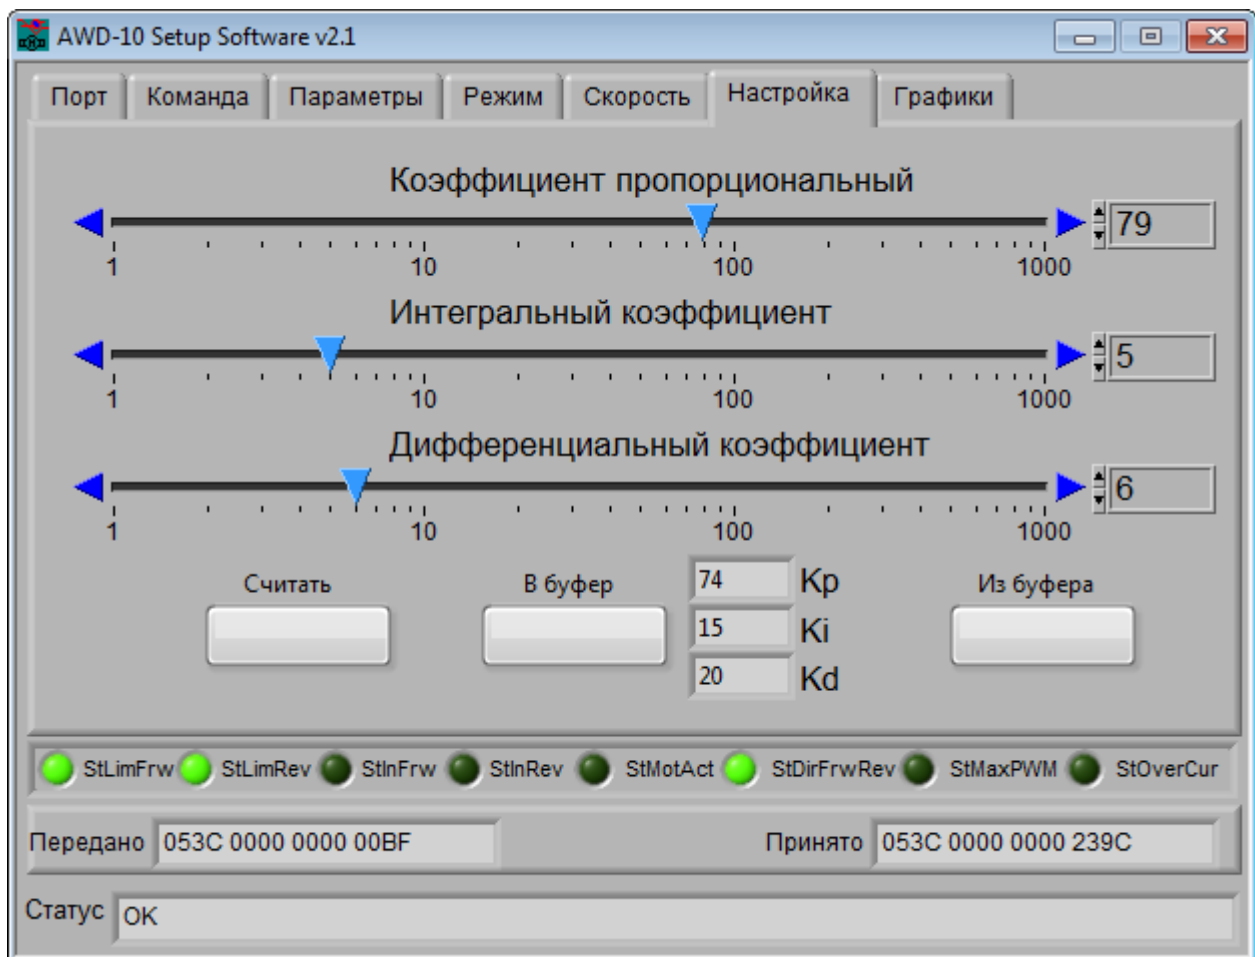 AWD-10 Setup Software v2.1
Порт Команда Параметры Режим Скорость Настройка Графики
Коэффициент пропорциональный
79
1 10 100 1000
Интегральный коэффициент
5
1 10 100 1000
Дифференциальный коэффициент
6
1 10 100 1000
Считать В буфер 74 Kp Из буфера
15 Ki
20 Kd
StLimFrw StLimRev StInFrw StInRev StMotAct StDirFrwRev StMaxPWM StOverCur
Передано 053C 0000 0000 00BF Принято 053C 0000 0000 239C
Статус OK